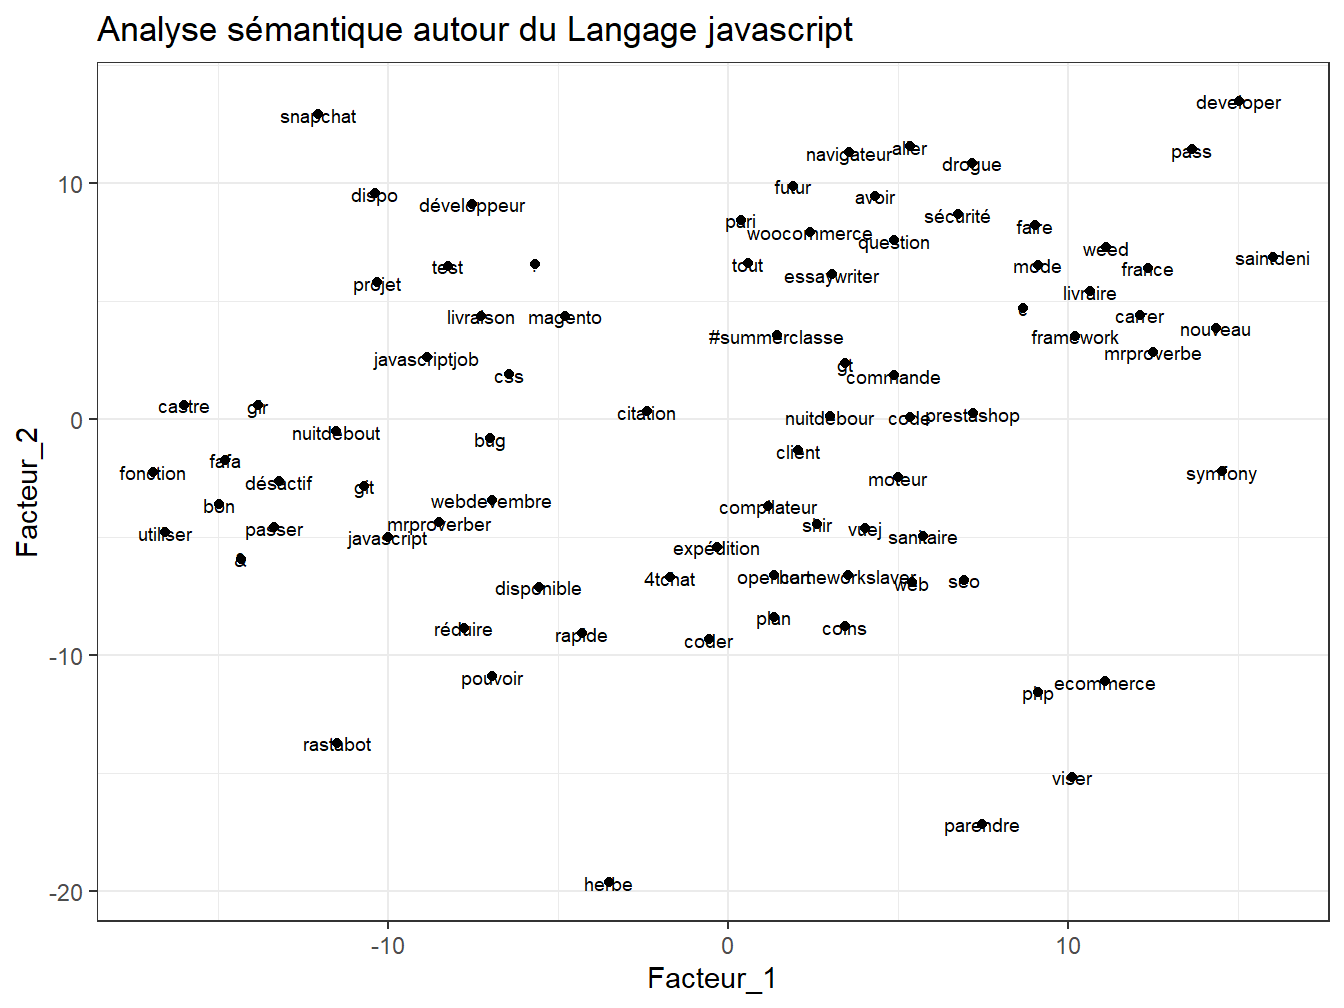 Analyse sémantique autour du Langage javascript
developer
snapchat
navigateur
aller
drogue
pass
dispo
développeur
futur
avoir
sécurité
pari
woocommerce
question
faire
weed
saintdeni
test
.
tout
essaywriter
mode
france
projet
livraire
livraison
magento
#summerclasse
framework
carrer
nouveau
mrproverbe
javascriptjob
css
gt
commande
castre
citation
nuitdebour
code
prestashop
nuitdebout
bug
client
fafa
fonction
désactif
git
moteur
symfony
bon
webdevembre
compilateur
utiliser
passer
mrproverber
javascript
vuej
sanitaire
&
expédition
4tchat
disponible
web
seo
plan
coins
réduire
rapide
coder
pouvoir
ecommerce
php
rastabot
viser
parendre
herbe
10
0
-10
-20
-10
0
10
Facteur_1
Facteur_2